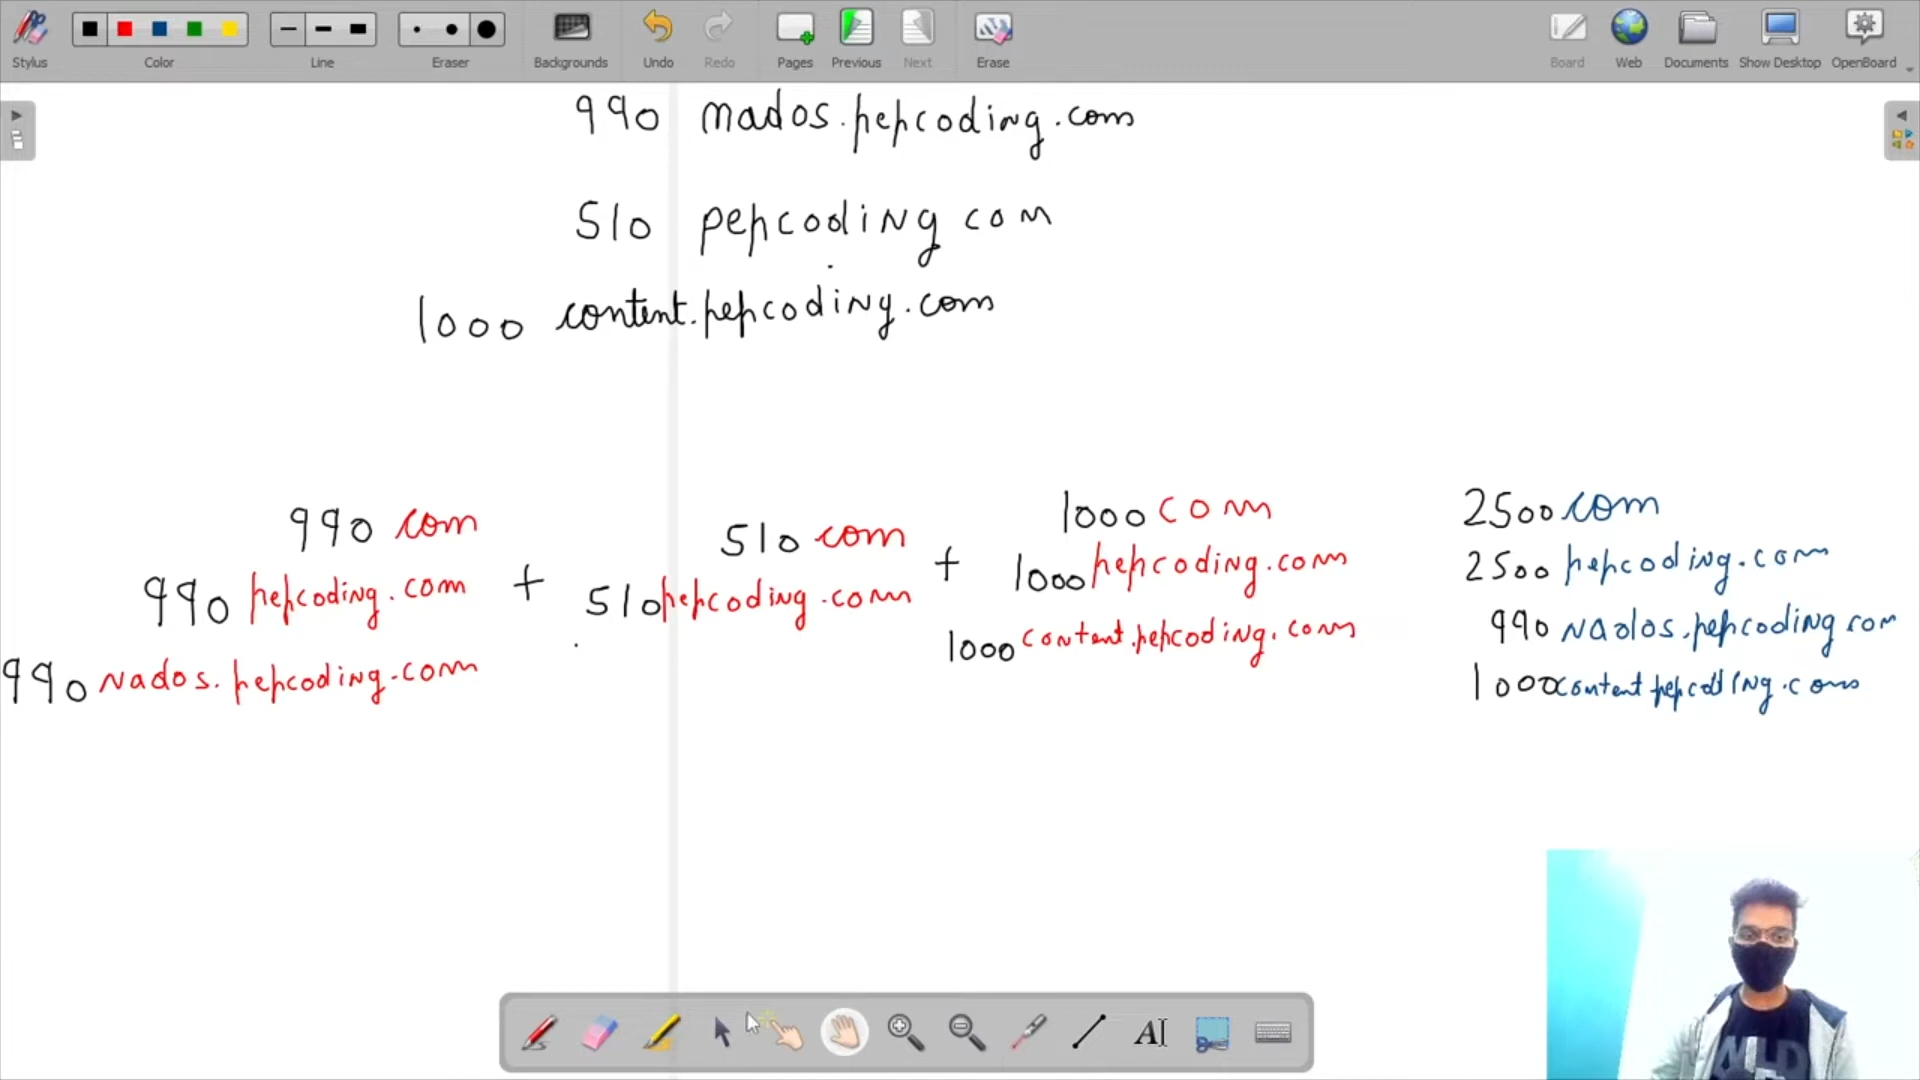 Stylus
Color
Line
Eraser
Backgrounds
Undo
Redo
Pages
Previous
Next
Erase
Board
Web
Documents
Show Desktop
OpenBoard
990 nados.pepcoding.com
510 pepcoding com
1000 content.pepcoding.com
990 com
990 pepcoding.com
990 nados.pepcoding.com
+
510 com
510 pepcoding.com
+
1000 com
1000 pepcoding.com
1000 content.pepcoding.com
2500 com
2500 pepcoding.com
990 nados.pepcoding com
1000 content pepcoding.com
AI